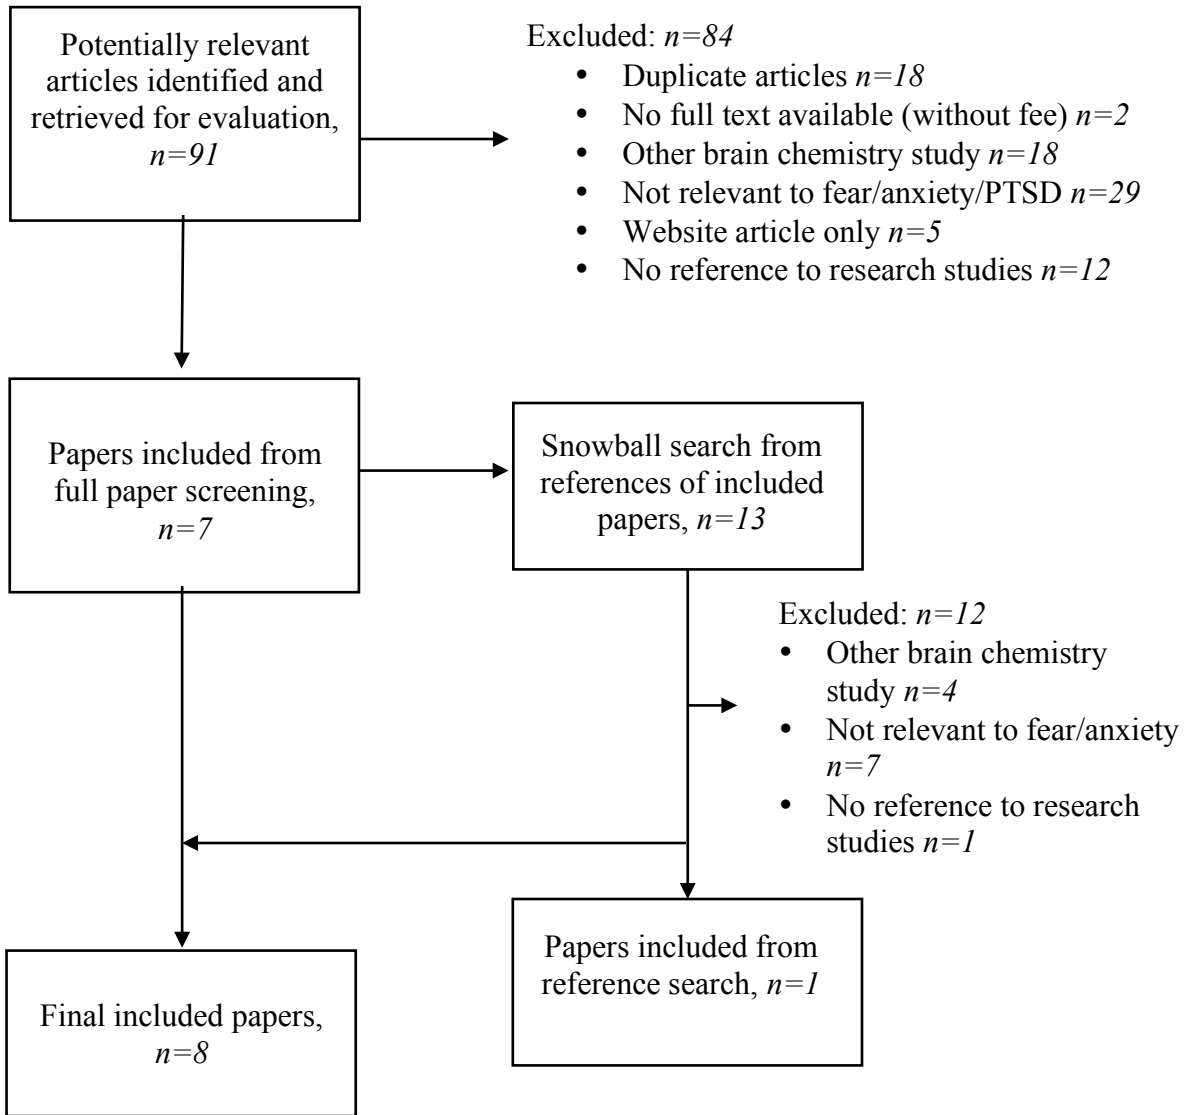 Potentially relevant
articles identified and
retrieved for evaluation,
n=91
Excluded: n=84
• Duplicate articles n=18
• No full text available (without fee) n=2
• Other brain chemistry study n=18
• Not relevant to fear/anxiety/PTSD n=29
• Website article only n=5
• No reference to research studies n=12
Papers included from
full paper screening,
n=7
Snowball search from
references of included
papers, n=13
Excluded: n=12
• Other brain chemistry
study n=4
• Not relevant to fear/anxiety
n=7
• No reference to research
studies n=1
Papers included from
reference search, n=1
Final included papers,
n=8